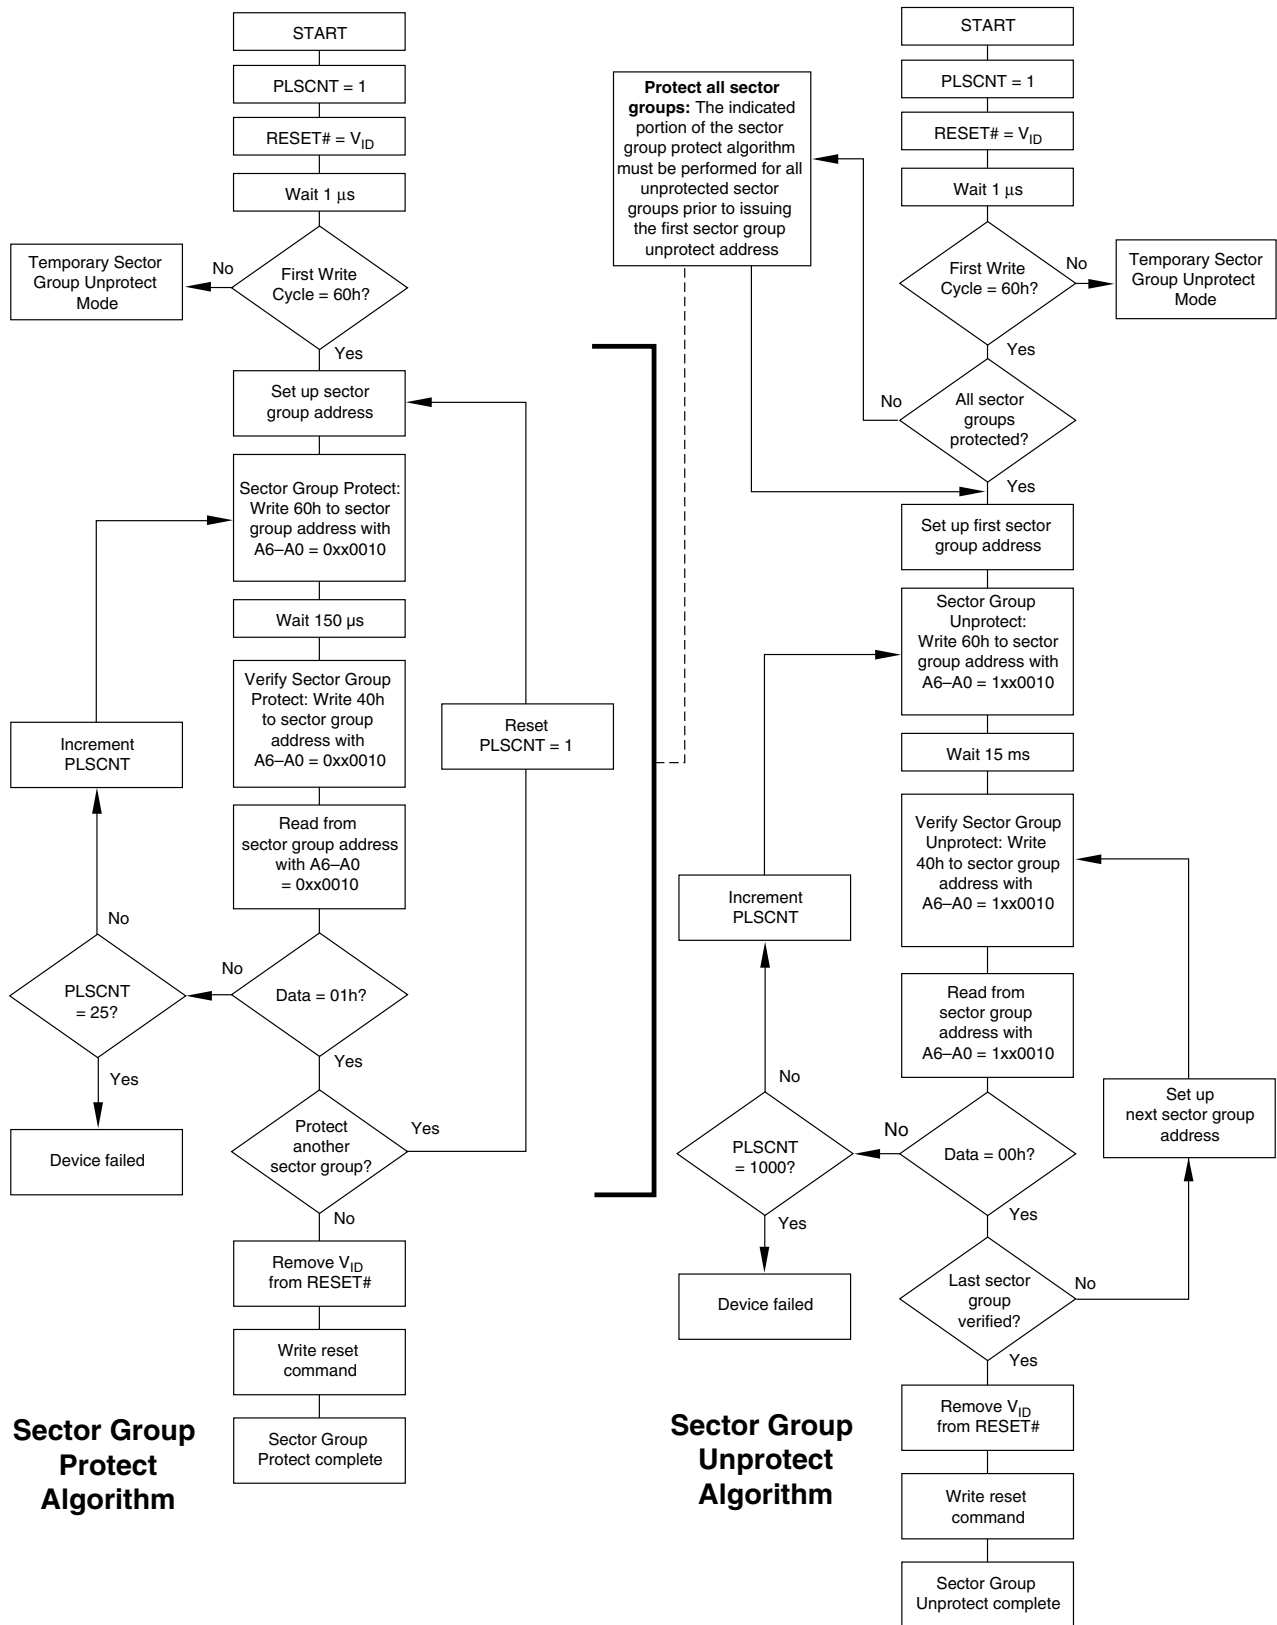 START
PLSCNT = 1
RESET# = VID
Wait 1 μs
First Write
Cycle = 60h?
No
Temporary Sector
Group Unprotect
Mode
Yes
Set up sector
group address
Sector Group Protect:
Write 60h to sector
group address with
A6–A0 = 0xx0010
Wait 150 µs
Verify Sector Group
Protect: Write 40h
to sector group
address with
A6–A0 = 0xx0010
Read from
sector group address
with A6–A0
= 0xx0010
Data = 01h?
No
PLSCNT
= 25?
No
Increment
PLSCNT
Yes
Device failed
Yes
Protect
another
sector group?
Yes
Reset
PLSCNT = 1
No
Remove VID
from RESET#
Write reset
command
Sector Group
Protect complete
Sector Group
Protect
Algorithm
Protect all sector
groups: The indicated
portion of the sector
group protect algorithm
must be performed for all
unprotected sector
groups prior to issuing
the first sector group
unprotect address
START
PLSCNT = 1
RESET# = VID
Wait 1 μs
First Write
Cycle = 60h?
No
Temporary Sector
Group Unprotect
Mode
Yes
All sector
groups
protected?
No
Yes
Set up first sector
group address
Sector Group
Unprotect:
Write 60h to sector
group address with
A6–A0 = 1xx0010
Wait 15 ms
Verify Sector Group
Unprotect: Write
40h to sector group
address with
A6–A0 = 1xx0010
Read from
sector group
address with
A6–A0 = 1xx0010
Data = 00h?
No
PLSCNT
= 1000?
No
Increment
PLSCNT
Yes
Device failed
Yes
Last sector
group
verified?
No
Set up
next sector group
address
Yes
Remove VID
from RESET#
Write reset
command
Sector Group
Unprotect complete
Sector Group
Unprotect
Algorithm